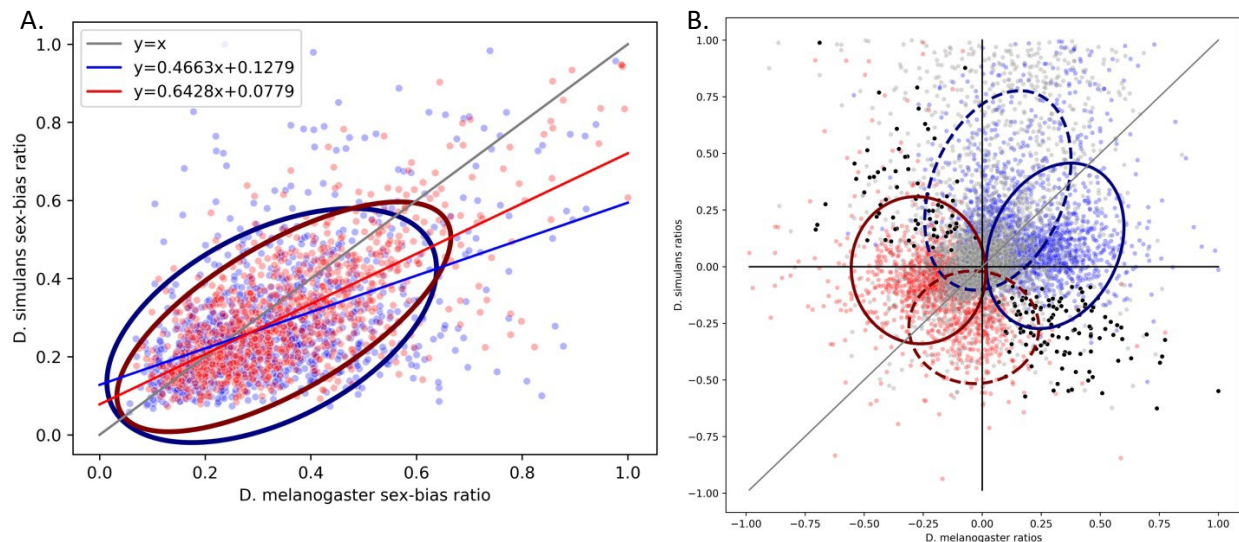 A.
y=x
y=0.4663x+0.1279
y=0.6428x+0.0779
1.0
0.8
0.6
0.4
0.2
0.0
D. simulans sex-bias ratio
0.0 0.2 0.4 0.6 0.8 1.0
D. melanogaster sex-bias ratio
B.
1.00
0.75
0.50
0.25
0.00
−0.25
−0.50
−0.75
−1.00
D. simulans ratios
−1.00 −0.75 −0.50 −0.25 0.00 0.25 0.50 0.75 1.00
D. melanogaster ratios